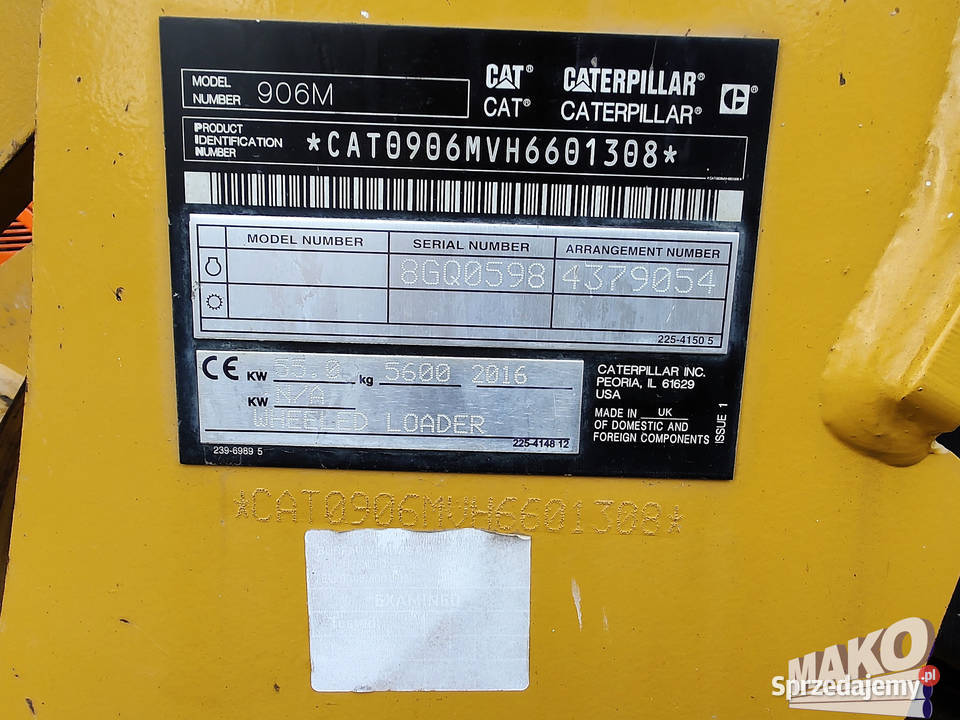 MODEL NUMBER 906M
CAT® CATERPILLAR®
CAT® CATERPILLAR® C®
PRODUCT IDENTIFICATION NUMBER *CAT0906MVH6601308*
MODEL NUMBER SERIAL NUMBER ARRANGEMENT NUMBER
8GQ0598 4379054
225-4150 5
CE KW 55.0 kg 5600 2016
KW N/A
WHEELED LOADER
225-4148 12
239-6989 5
CATERPILLAR INC.
PEORIA, IL 61629
USA
MADE IN UK
OF DOMESTIC AND
FOREIGN COMPONENTS
ISSUE 1
*CAT0906MVH6601308*
EXAMINED
Tested
MAKO
Sprzedajemy.pl